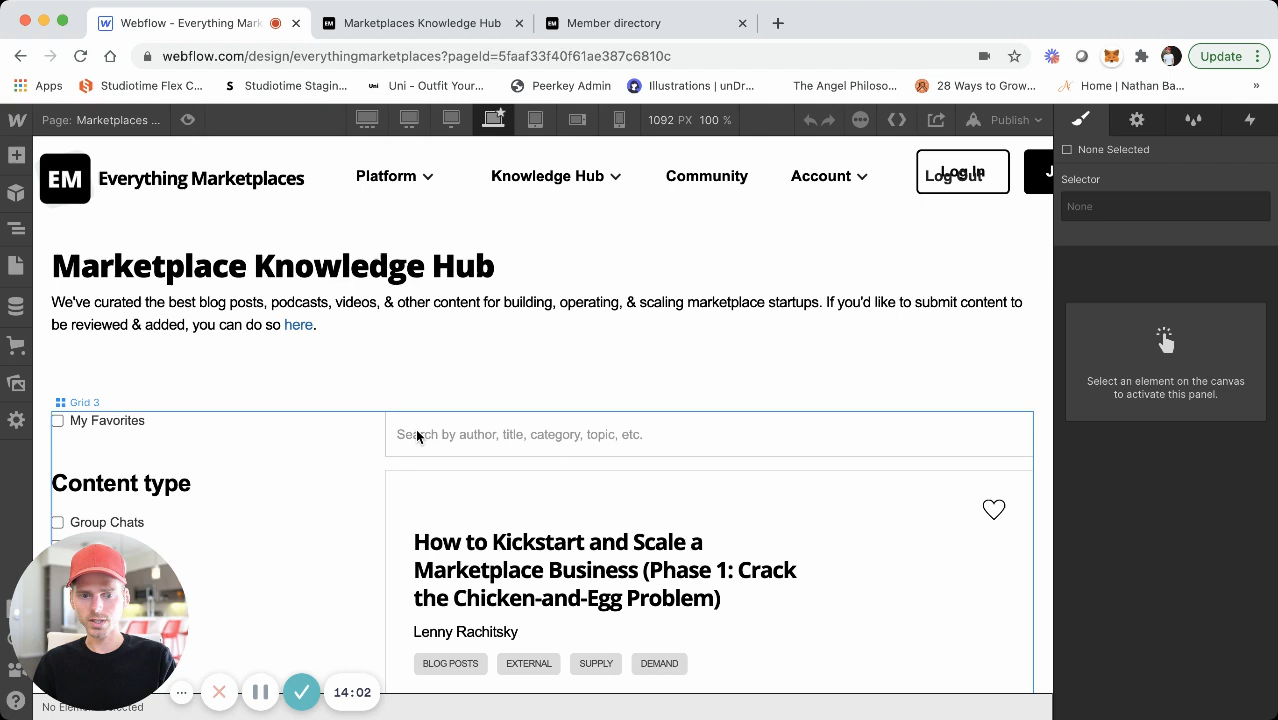 Webflow - Everything Mark
Marketplaces Knowledge Hub
Member directory
webflow.com/design/everythingmarketplaces?pageId=5faaf33f40f61ae387c6810c
Update
Apps
Studiotime Flex C...
Studiotime Stagin...
Uni - Outfit Your...
Peerkey Admin
Illustrations | unDr...
The Angel Philoso...
28 Ways to Grow...
Home | Nathan Ba...
»
Page: Marketplaces ...
1092 PX 100 %
Publish
None Selected
Selector
None
Select an element on the canvas
to activate this panel.
EM Everything Marketplaces
Platform
Knowledge Hub
Community
Account
Log In
Log Out
J
Marketplace Knowledge Hub
We've curated the best blog posts, podcasts, videos, & other content for building, operating, & scaling marketplace startups. If you'd like to submit content to
be reviewed & added, you can do so here.
Grid 3
My Favorites
Search by author, title, category, topic, etc.
Content type
Group Chats
How to Kickstart and Scale a
Marketplace Business (Phase 1: Crack
the Chicken-and-Egg Problem)
Lenny Rachitsky
BLOG POSTS
EXTERNAL
SUPPLY
DEMAND
14:02